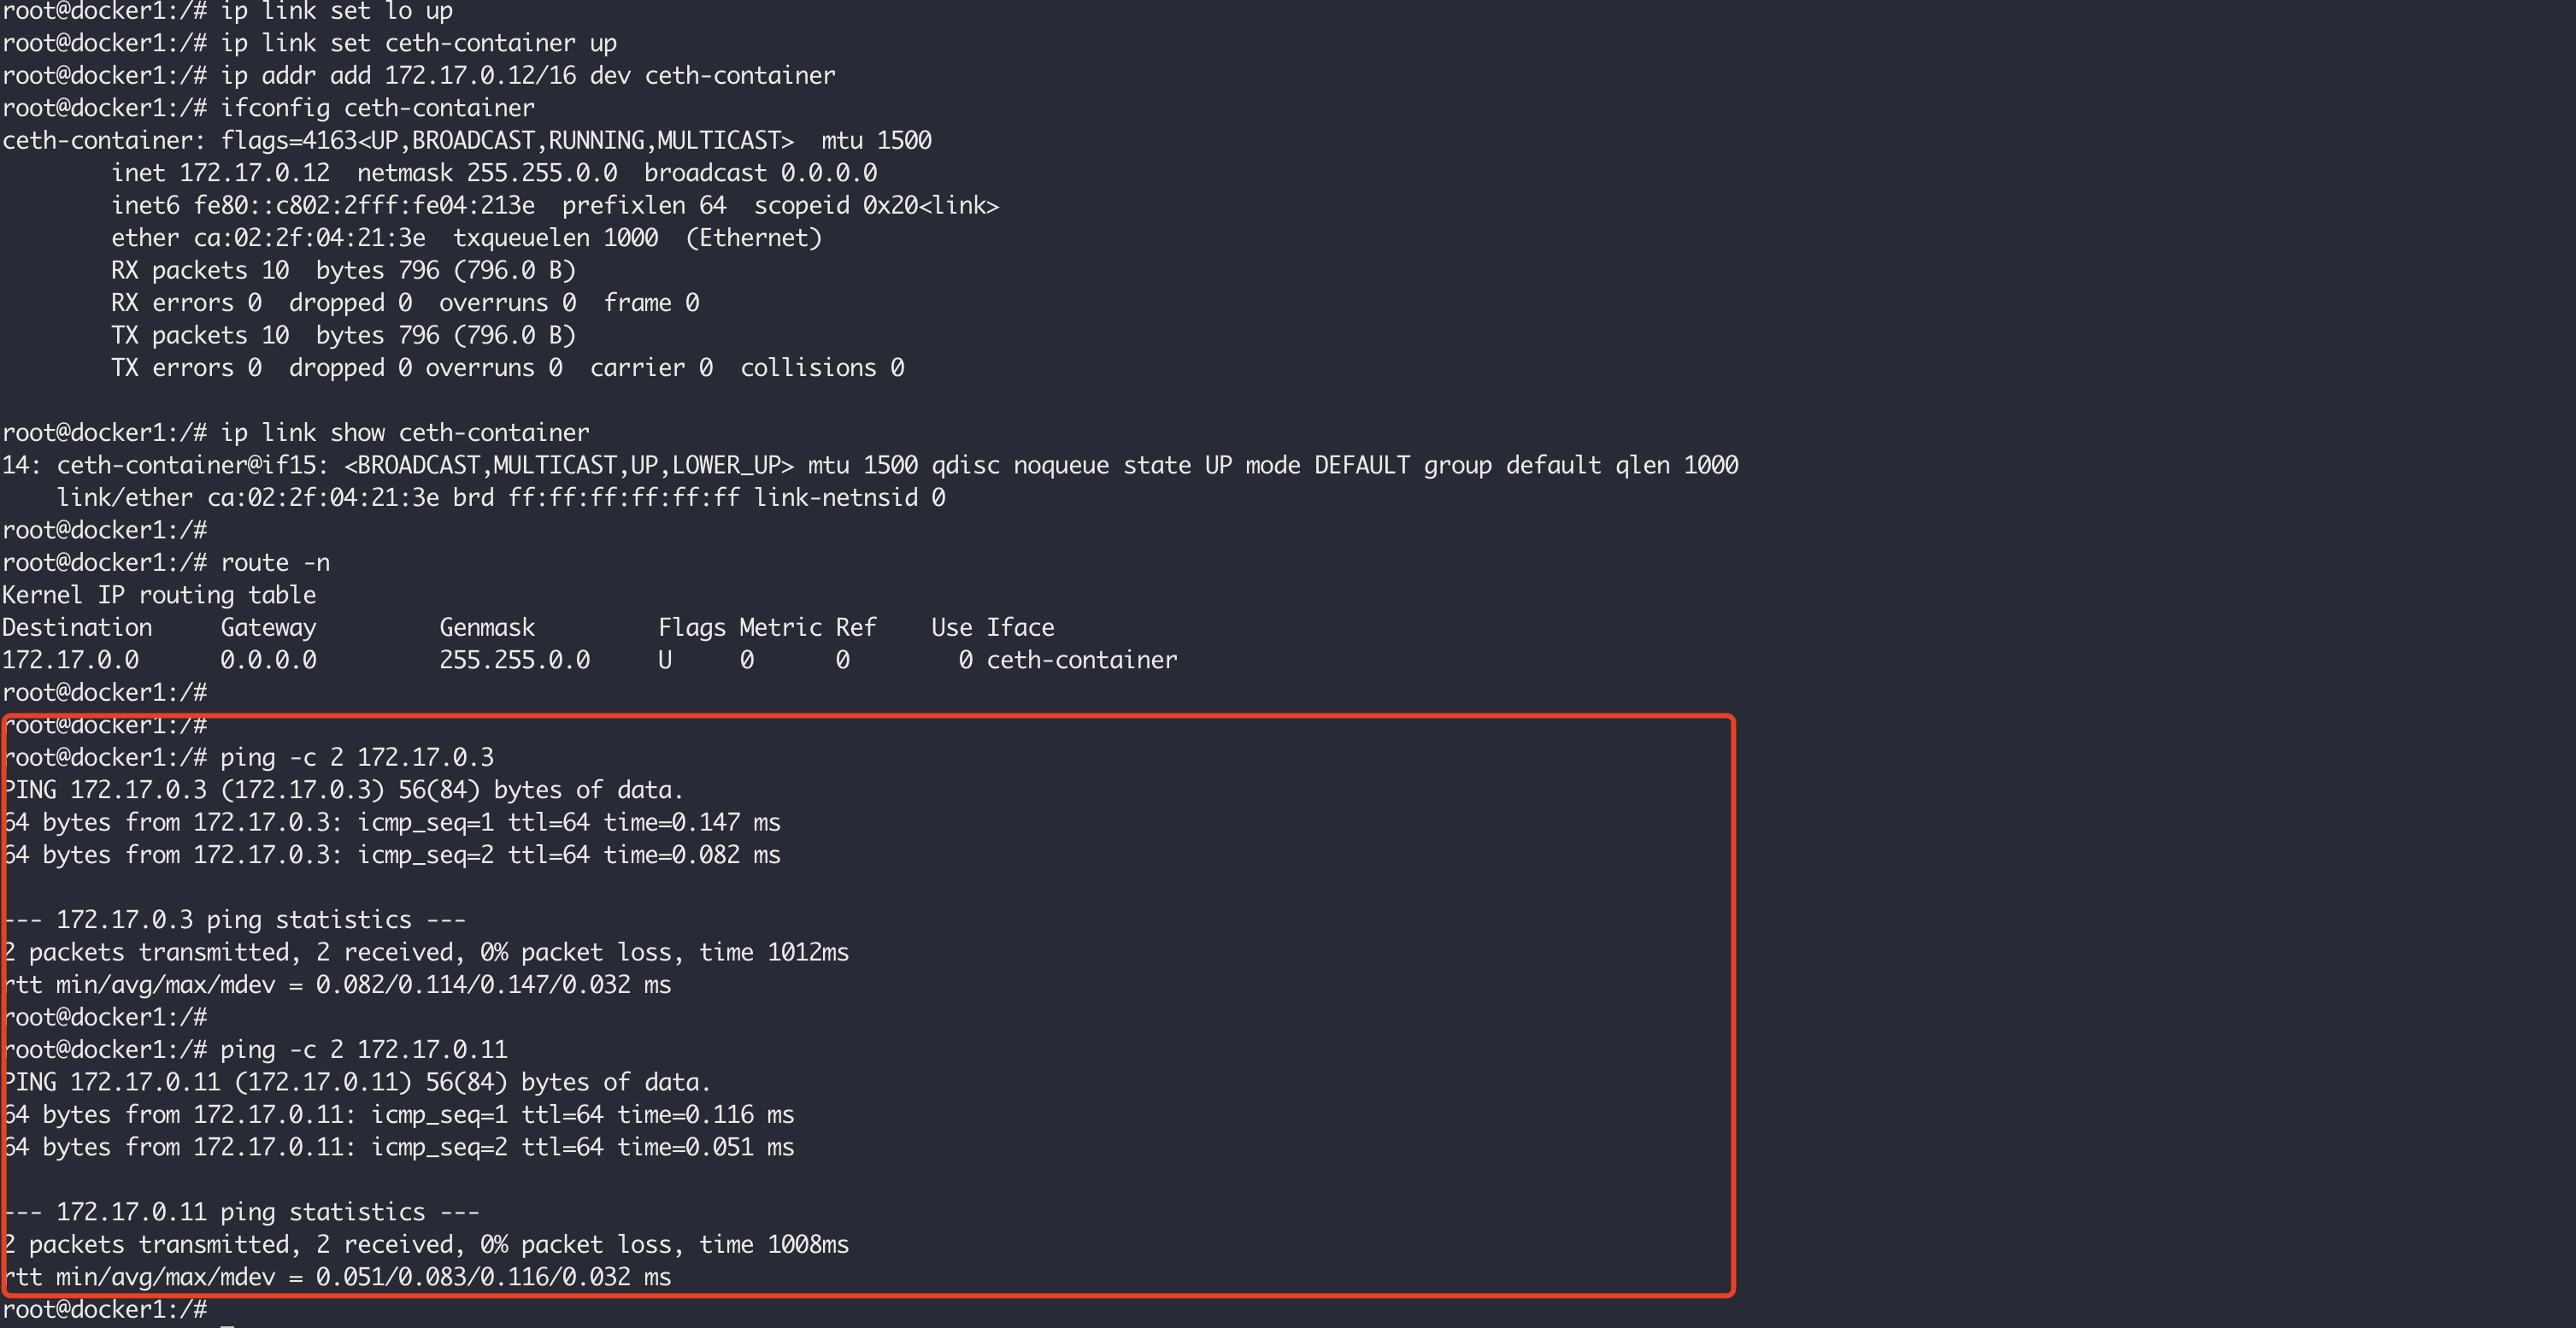 root@docker1:/# ip link set lo up
root@docker1:/# ip link set ceth-container up
root@docker1:/# ip addr add 172.17.0.12/16 dev ceth-container
root@docker1:/# ifconfig ceth-container
ceth-container: flags=4163<UP,BROADCAST,RUNNING,MULTICAST>  mtu 1500
        inet 172.17.0.12  netmask 255.255.0.0  broadcast 0.0.0.0
        inet6 fe80::c802:2fff:fe04:213e  prefixlen 64  scopeid 0x20<link>
        ether ca:02:2f:04:21:3e  txqueuelen 1000  (Ethernet)
        RX packets 10  bytes 796 (796.0 B)
        RX errors 0  dropped 0  overruns 0  frame 0
        TX packets 10  bytes 796 (796.0 B)
        TX errors 0  dropped 0 overruns 0  carrier 0  collisions 0

root@docker1:/# ip link show ceth-container
14: ceth-container@if15: <BROADCAST,MULTICAST,UP,LOWER_UP> mtu 1500 qdisc noqueue state UP mode DEFAULT group default qlen 1000
    link/ether ca:02:2f:04:21:3e brd ff:ff:ff:ff:ff:ff link-netnsid 0
root@docker1:/#
root@docker1:/# route -n
Kernel IP routing table
Destination     Gateway         Genmask         Flags Metric Ref    Use Iface
172.17.0.0      0.0.0.0         255.255.0.0     U     0      0        0 ceth-container
root@docker1:/#
root@docker1:/#
root@docker1:/# ping -c 2 172.17.0.3
PING 172.17.0.3 (172.17.0.3) 56(84) bytes of data.
64 bytes from 172.17.0.3: icmp_seq=1 ttl=64 time=0.147 ms
64 bytes from 172.17.0.3: icmp_seq=2 ttl=64 time=0.082 ms

--- 172.17.0.3 ping statistics ---
2 packets transmitted, 2 received, 0% packet loss, time 1012ms
rtt min/avg/max/mdev = 0.082/0.114/0.147/0.032 ms
root@docker1:/#
root@docker1:/# ping -c 2 172.17.0.11
PING 172.17.0.11 (172.17.0.11) 56(84) bytes of data.
64 bytes from 172.17.0.11: icmp_seq=1 ttl=64 time=0.116 ms
64 bytes from 172.17.0.11: icmp_seq=2 ttl=64 time=0.051 ms

--- 172.17.0.11 ping statistics ---
2 packets transmitted, 2 received, 0% packet loss, time 1008ms
rtt min/avg/max/mdev = 0.051/0.083/0.116/0.032 ms
root@docker1:/#